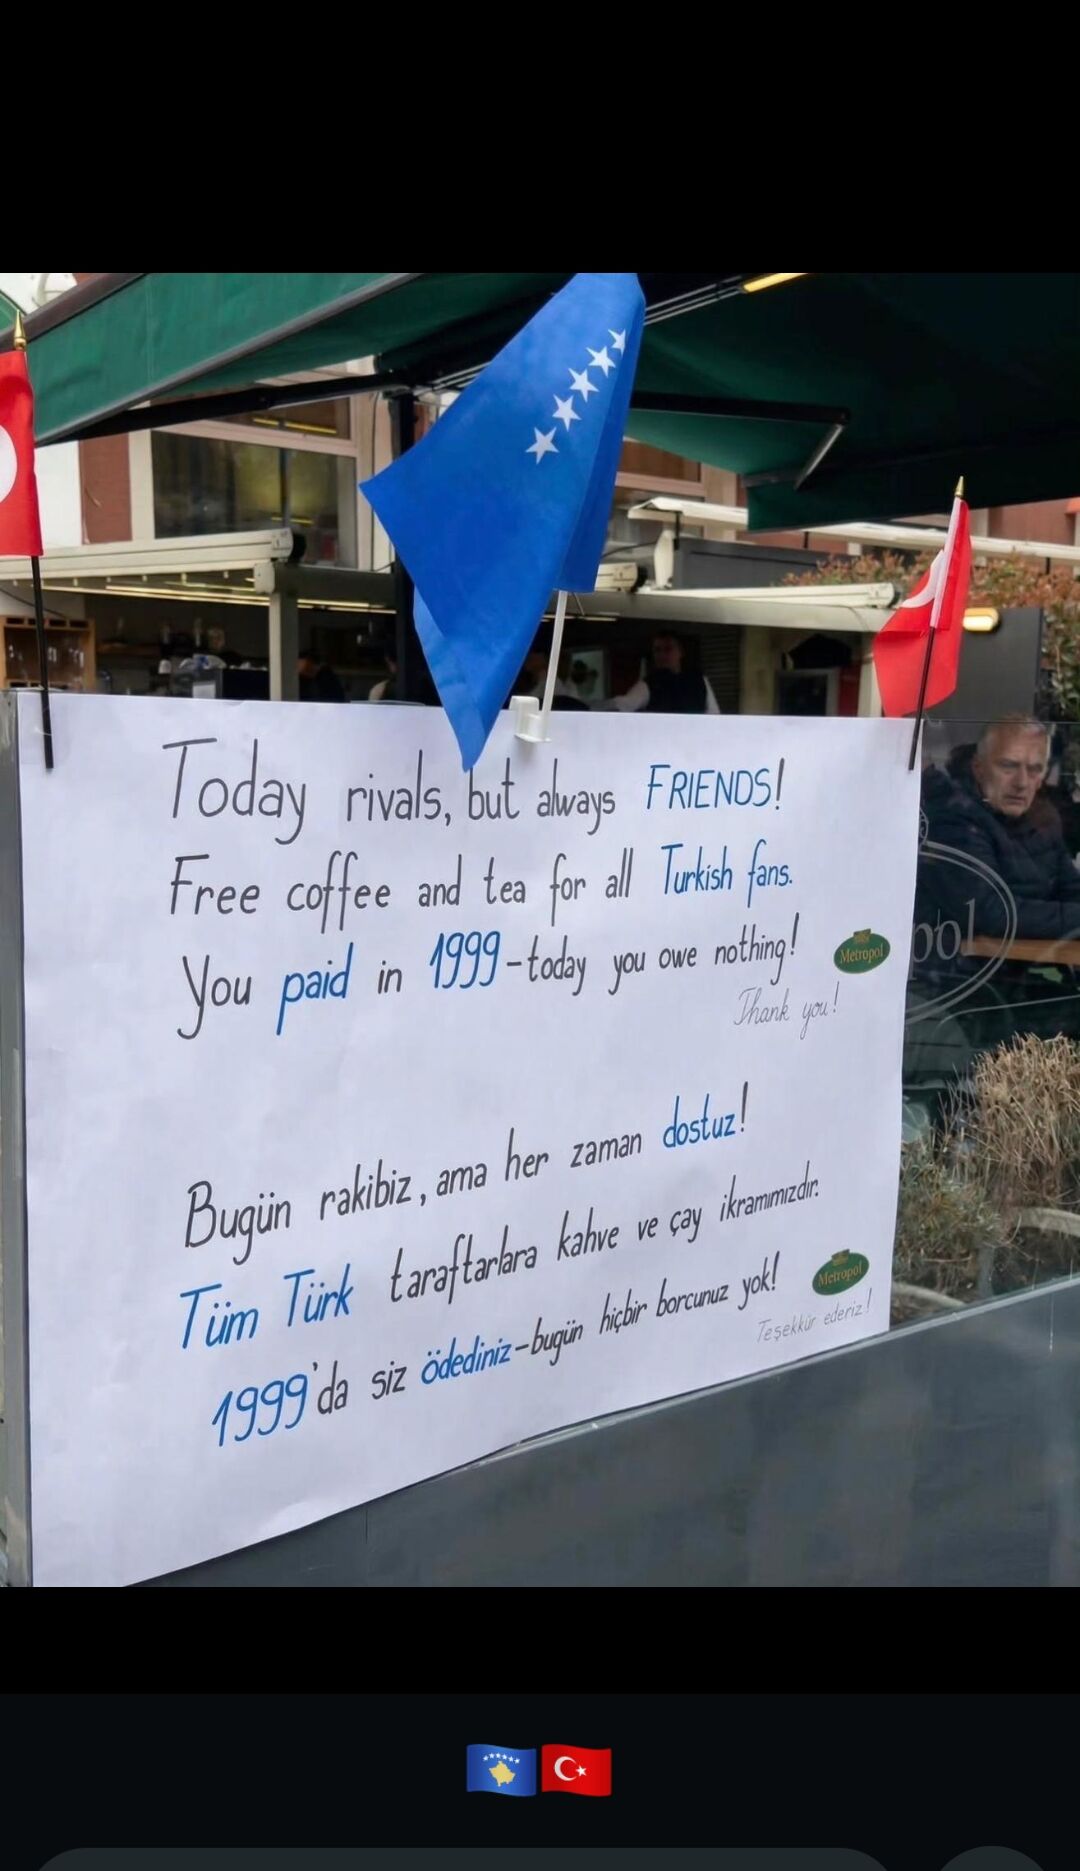 Today rivals, but always FRIENDS!
Free coffee and tea for all Turkish fans.
You paid in 1999-today you owe nothing!
Metropol
Thank you!
pol
Bugün rakibiz, ama her zaman dostuz!
Tüm Türk taraftarlara kahve ve çay ikramımızdır.
1999'da siz ödediniz-bugün hiçbir borcunuz yok!
Metropol
Teşekkür ederiz!